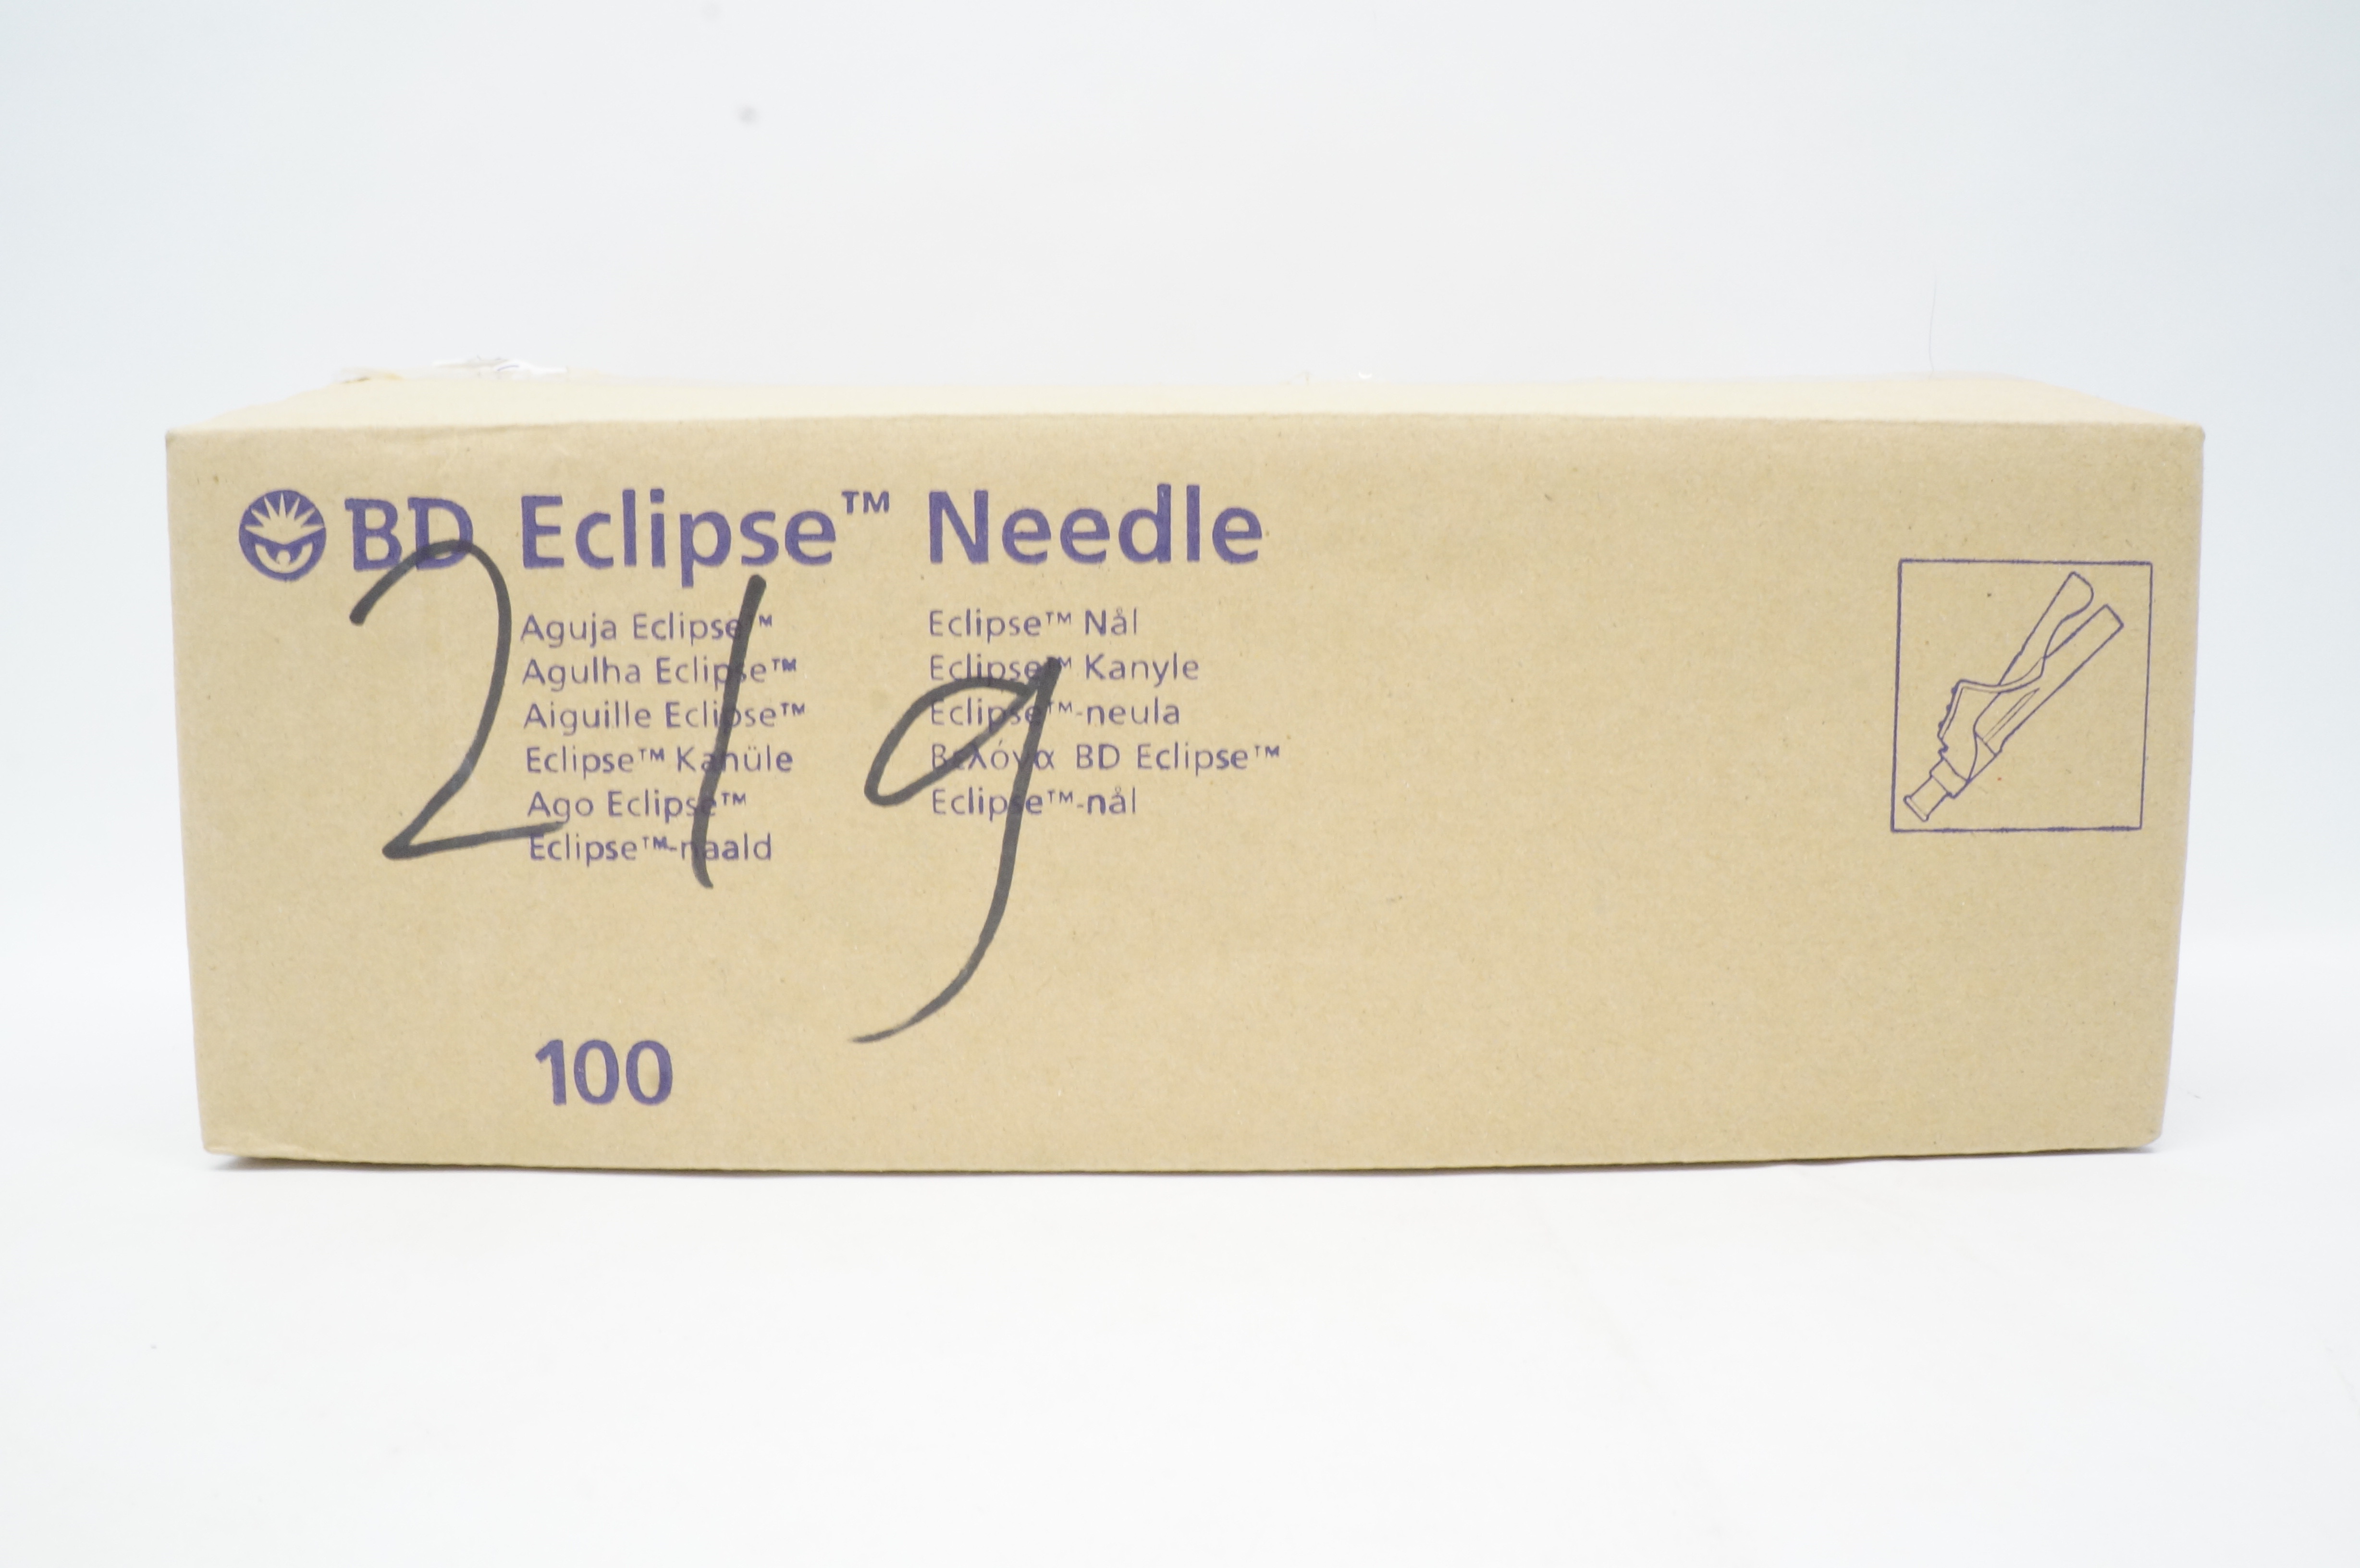 BD Eclipse™ Needle
Aguja Eclipse™
Agulha Eclipse™
Aiguille Eclipse™
Eclipse™ Kanüle
Ago Eclipse™
Eclipse™-naald
Eclipse™ Nål
Eclipse™ Kanyle
Eclipse™-neula
Βελόνα BD Eclipse™
Eclipse™-nål
21g
100